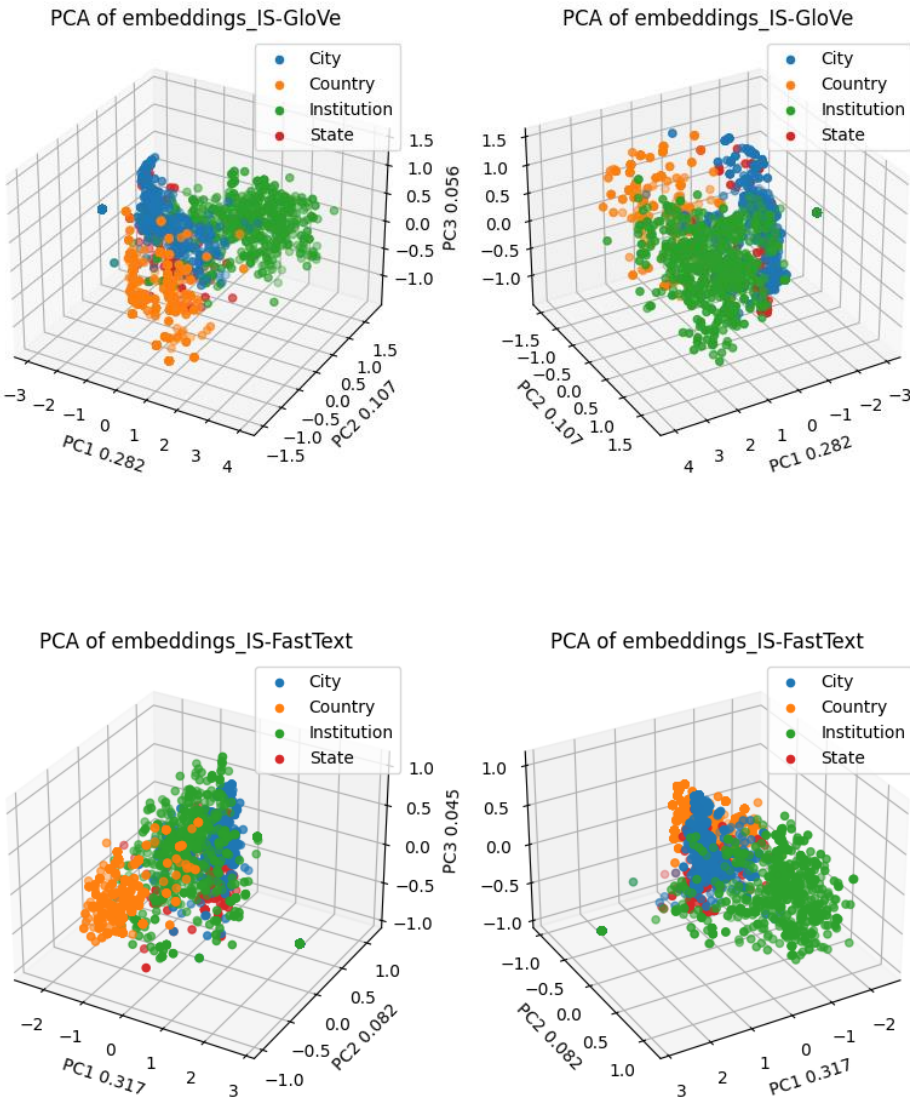 PCA of embeddings_IS-GloVe
City
Country
Institution
State
1.5
1.0
0.5
0.0
−0.5
−1.0
PC3 0.056
−3
−2
−1
0
1
2
3
4
PC1 0.282
−1.5
−1.0
−0.5
0.0
0.5
1.0
1.5
PC2 0.107
PCA of embeddings_IS-GloVe
City
Country
Institution
State
1.5
1.0
0.5
0.0
−0.5
−1.0
−1.5
−1.0
−0.5
0.0
0.5
1.0
1.5
PC2 0.107
4
3
2
1
0
−1
−2
−3
PC1 0.282
PCA of embeddings_IS-FastText
City
Country
Institution
State
1.0
0.5
0.0
−0.5
−1.0
PC3 0.045
−2
−1
0
1
2
3
PC1 0.317
−1.0
−0.5
0.0
0.5
1.0
PC2 0.082
PCA of embeddings_IS-FastText
City
Country
Institution
State
1.0
0.5
0.0
−0.5
−1.0
−1.0
−0.5
0.0
0.5
1.0
PC2 0.082
3
2
1
0
−1
−2
PC1 0.317